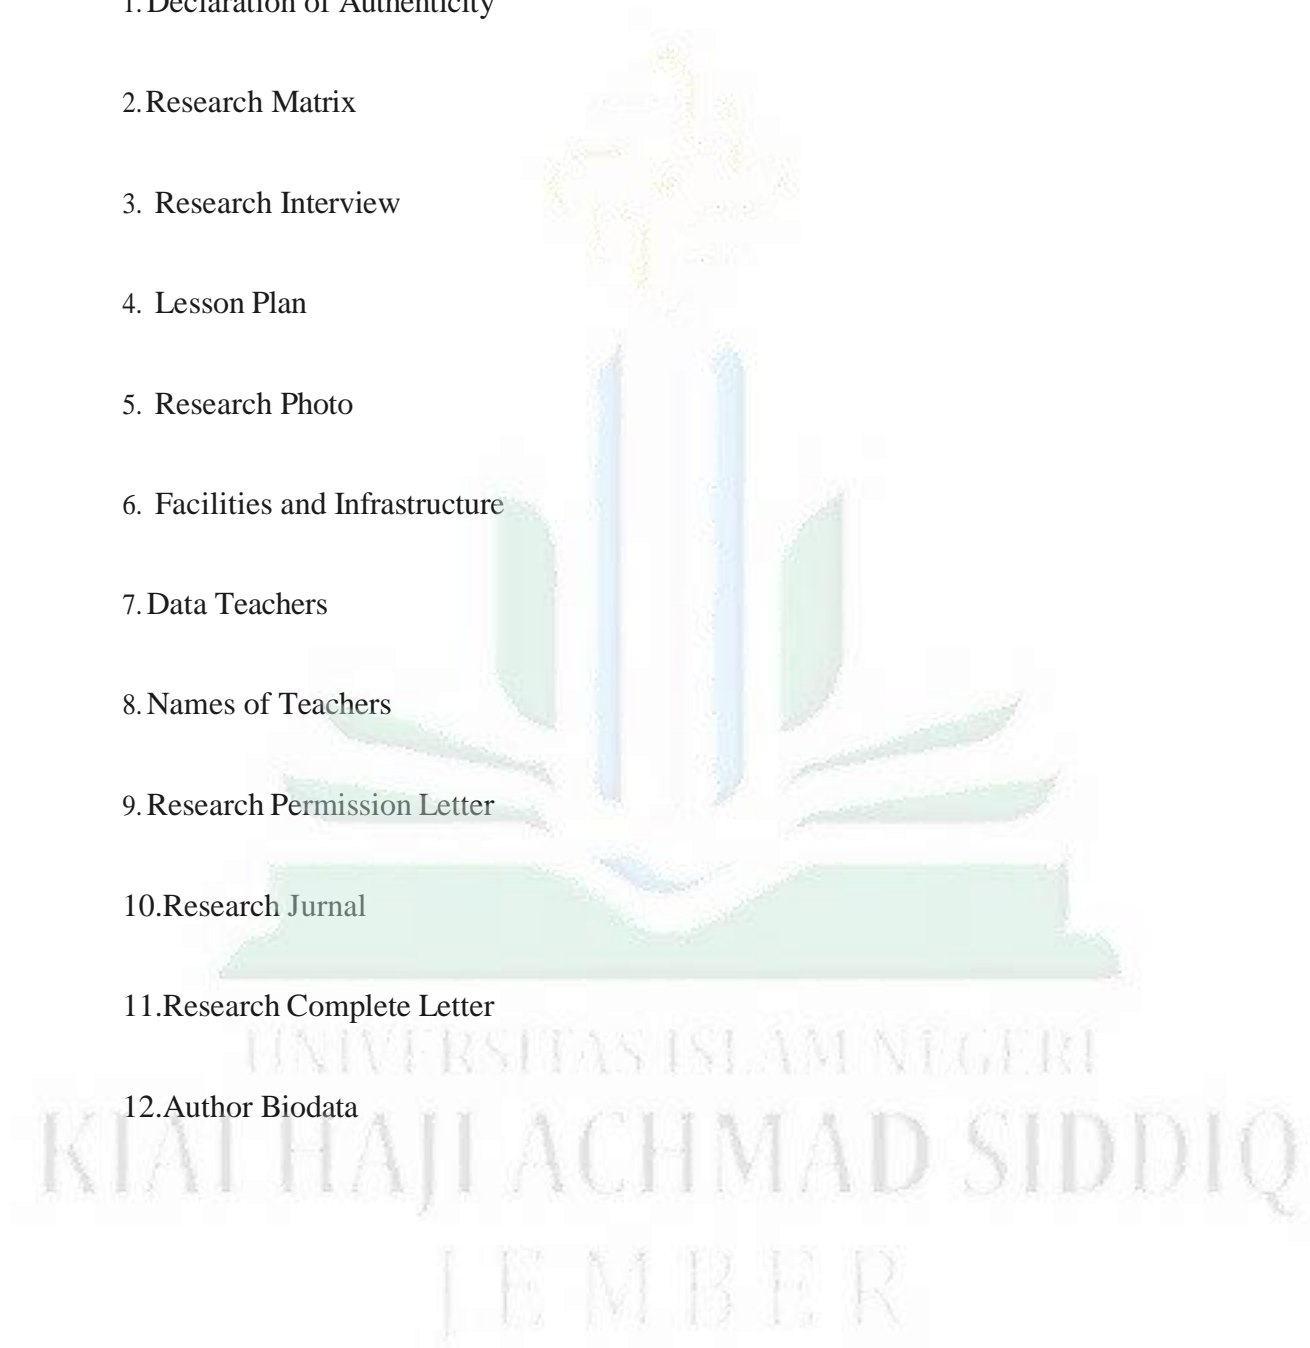 1. Declaration of Authenticity
2. Research Matrix
3. Research Interview
4. Lesson Plan
5. Research Photo
6. Facilities and Infrastructure
7. Data Teachers
8. Names of Teachers
9. Research Permission Letter
10.Research Jurnal
11.Research Complete Letter
UNIVERSITAS ISLAM NEGERI
12.Author Biodata
KIAI HAJI ACHMAD SIDDIQ
JEMBER